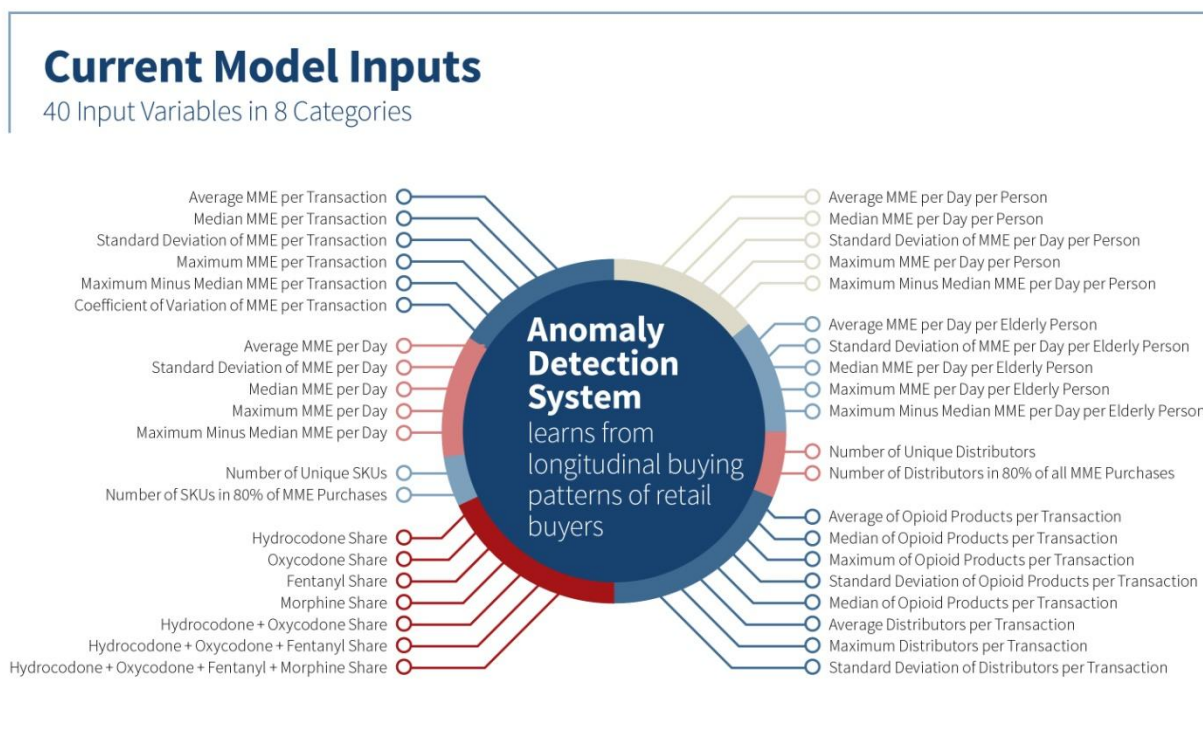 Current Model Inputs
40 Input Variables in 8 Categories
Average MME per Transaction
Median MME per Transaction
Standard Deviation of MME per Transaction
Maximum MME per Transaction
Maximum Minus Median MME per Transaction
Coefficient of Variation of MME per Transaction
Average MME per Day
Standard Deviation of MME per Day
Median MME per Day
Maximum MME per Day
Maximum Minus Median MME per Day
Number of Unique SKUs
Number of SKUs in 80% of MME Purchases
Hydrocodone Share
Oxycodone Share
Fentanyl Share
Morphine Share
Hydrocodone + Oxycodone Share
Hydrocodone + Oxycodone + Fentanyl Share
Hydrocodone + Oxycodone + Fentanyl + Morphine Share
Anomaly
Detection
System
learns from
longitudinal buying
patterns of retail
buyers
Average MME per Day per Person
Median MME per Day per Person
Standard Deviation of MME per Day per Person
Maximum MME per Day per Person
Maximum Minus Median MME per Day per Person
Average MME per Day per Elderly Person
Standard Deviation of MME per Day per Elderly Person
Median MME per Day per Elderly Person
Maximum MME per Day per Elderly Person
Maximum Minus Median MME per Day per Elderly Person
Number of Unique Distributors
Number of Distributors in 80% of all MME Purchases
Average of Opioid Products per Transaction
Median of Opioid Products per Transaction
Maximum of Opioid Products per Transaction
Standard Deviation of Opioid Products per Transaction
Median of Opioid Products per Transaction
Average Distributors per Transaction
Maximum Distributors per Transaction
Standard Deviation of Distributors per Transaction